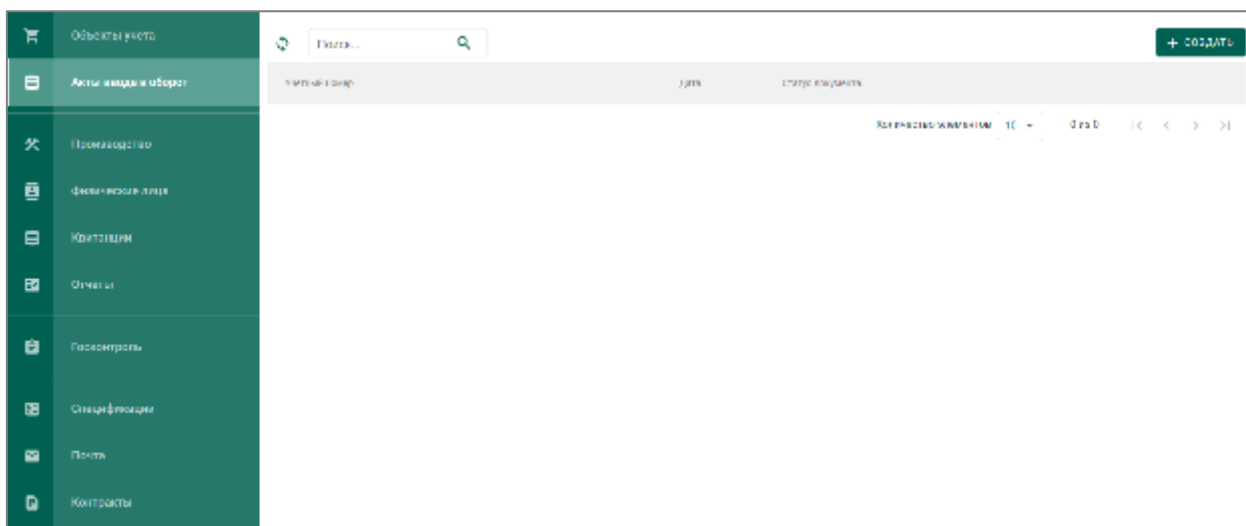 Объекты учета
Поиск...
+ СОЗДАТЬ
Акты ввода в оборот
Учетный номер
Дата
Статус документа
Количество элементов 10
0 из 0
Производство
Физические лица
Квитанции
Отчеты
Госконтроль
Спецификации
Почта
Контракты